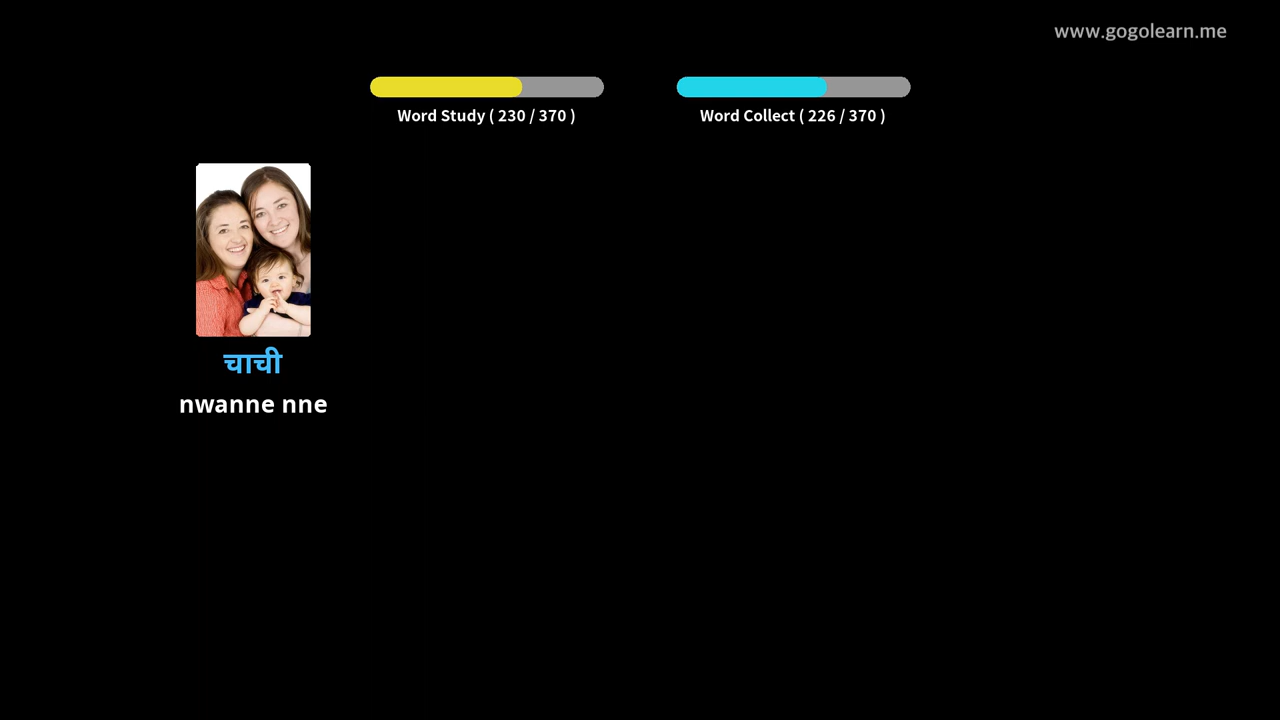 www.gogolearn.me
Word Study ( 230 / 370 )
Word Collect ( 226 / 370 )
चाची
nwanne nne